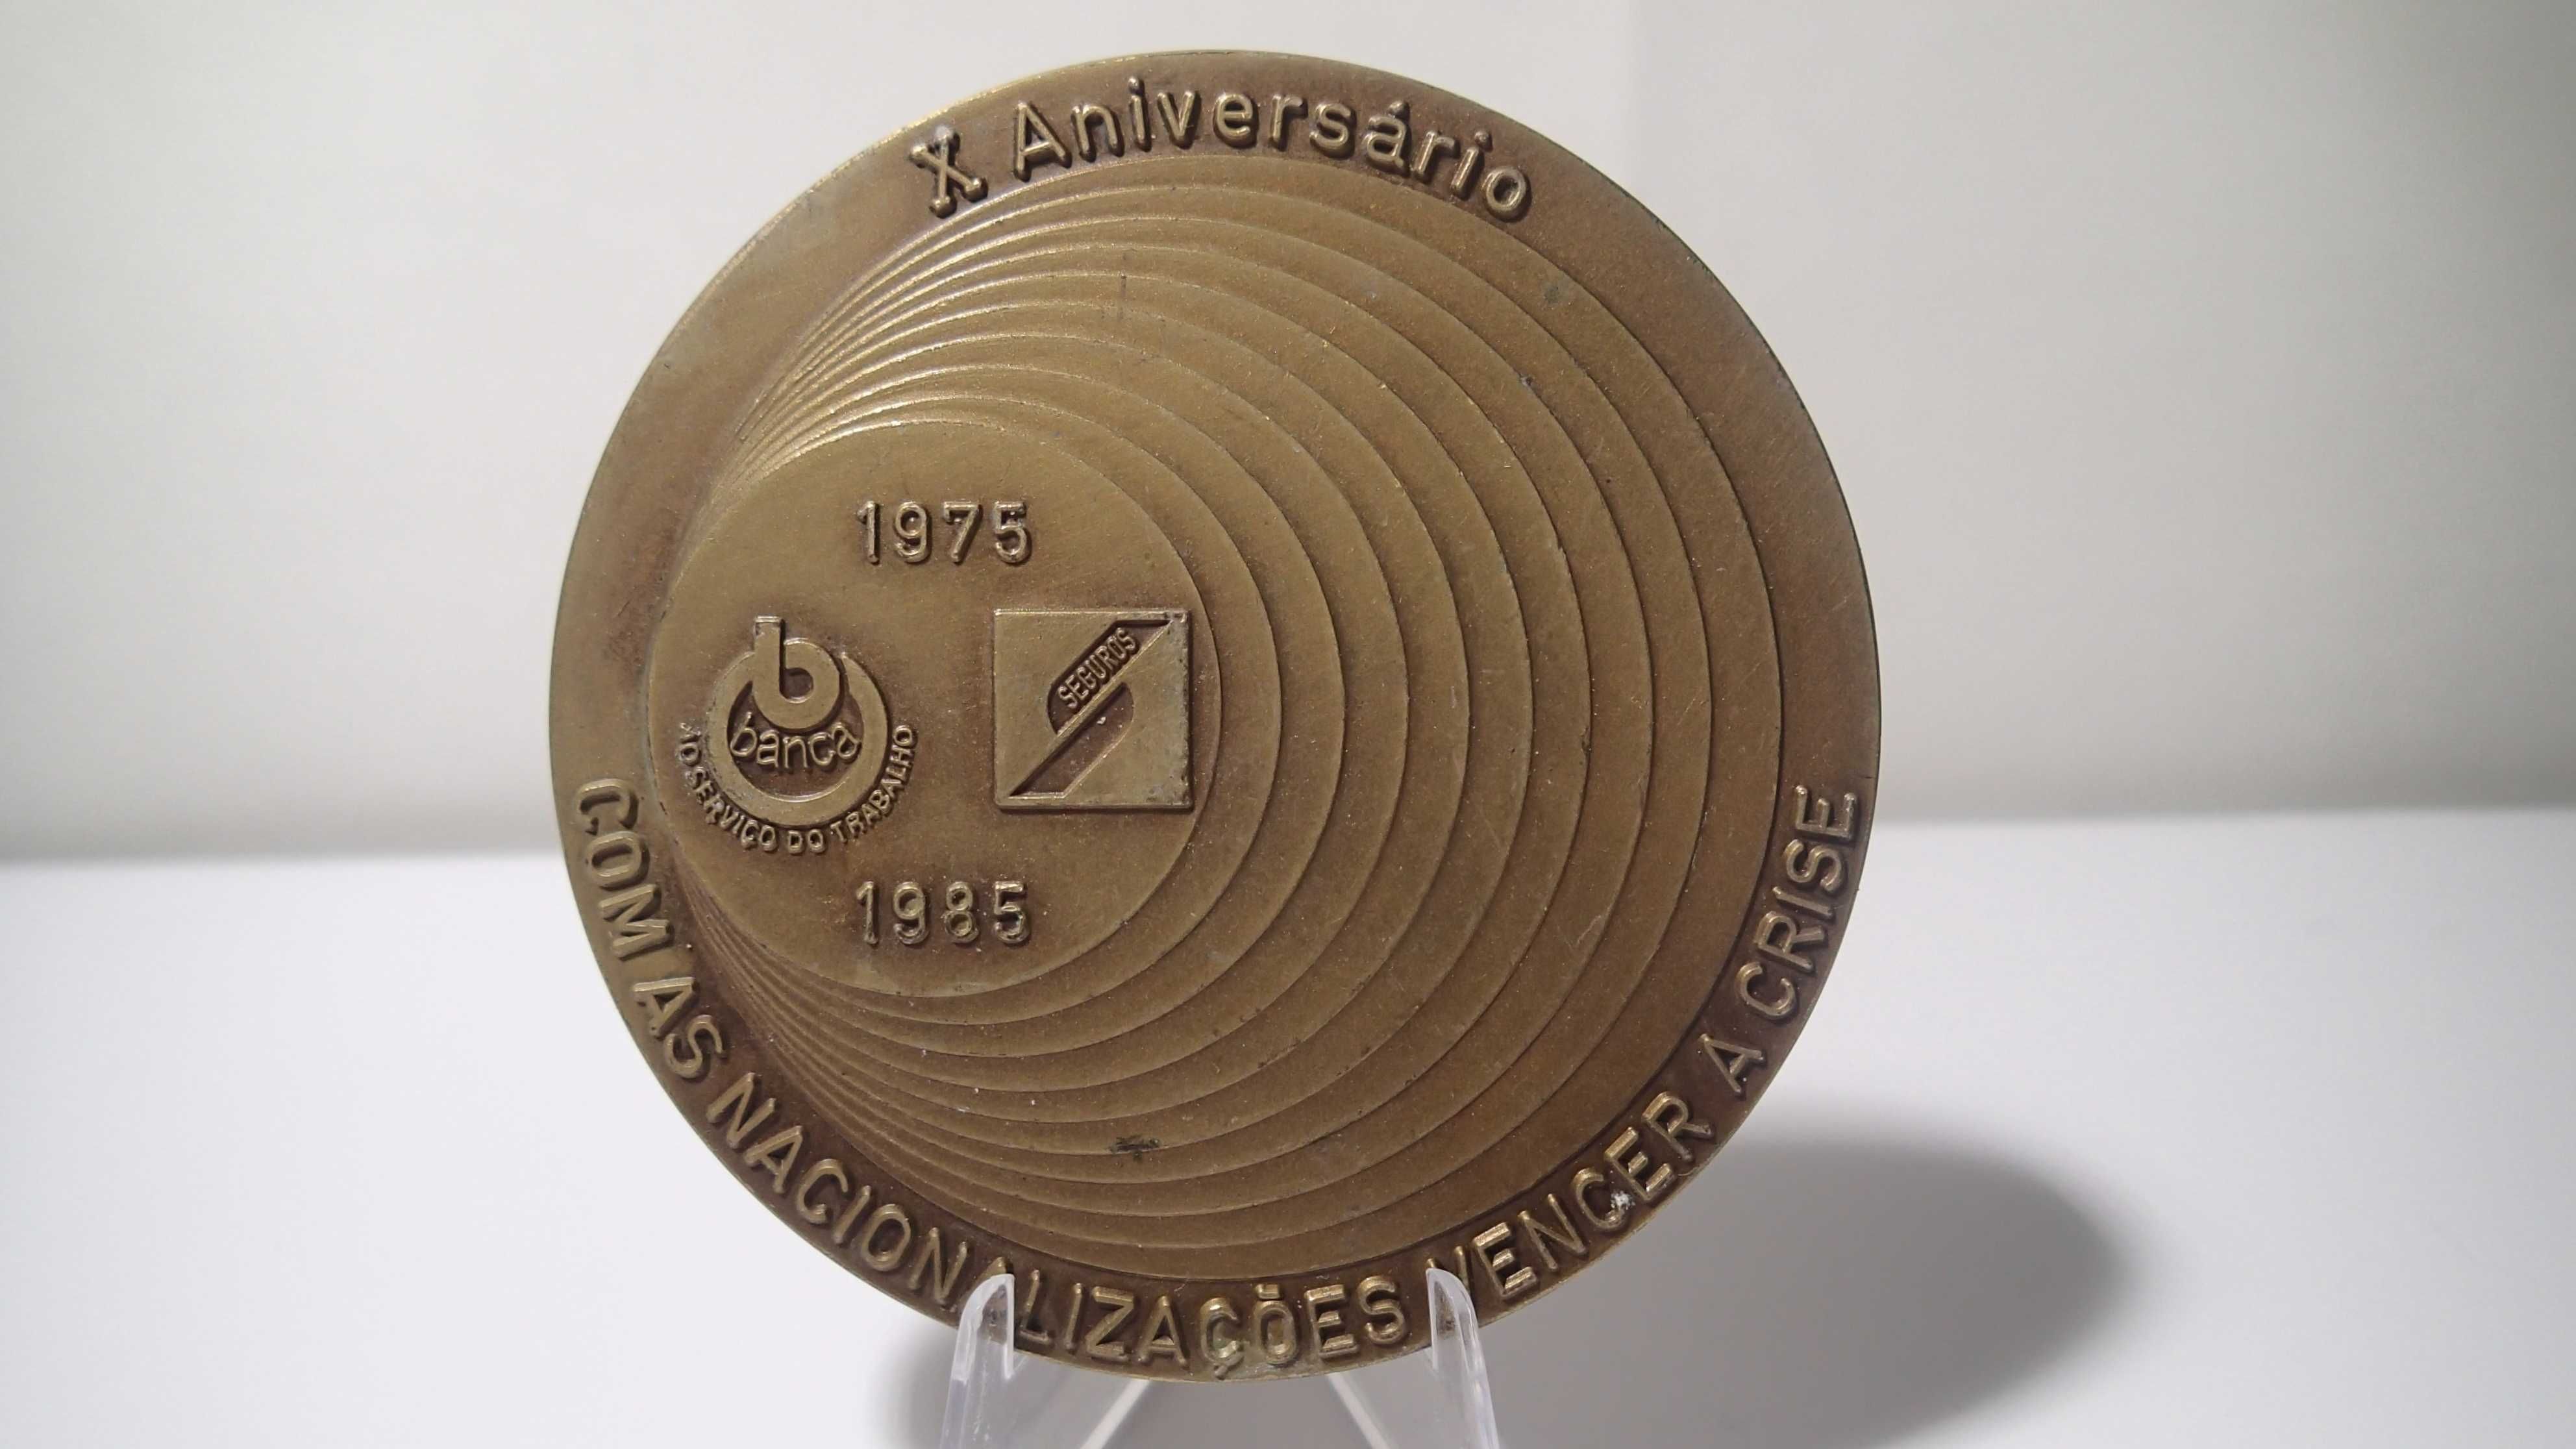 X Aniversário
1975
b
banca
AO SERVIÇO DO TRABALHO
SEGUROS
1985
COM AS NACIONALIZAÇÕES VENCER A CRISE